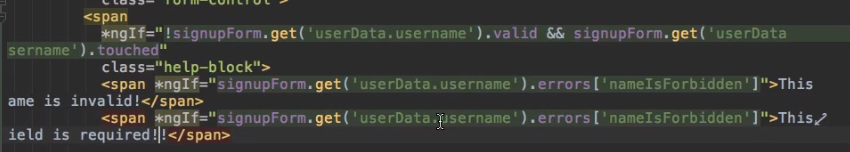 class="form-control">
<span
*ngIf="!signupForm.get('userData.username').valid && signupForm.get('userData
sername').touched"
class="help-block">
<span *ngIf="signupForm.get('userData.username').errors['nameIsForbidden']">This
ame is invalid!</span>
<span *ngIf="signupForm.get('userData.username').errors['nameIsForbidden']">This
ield is required!!</span>